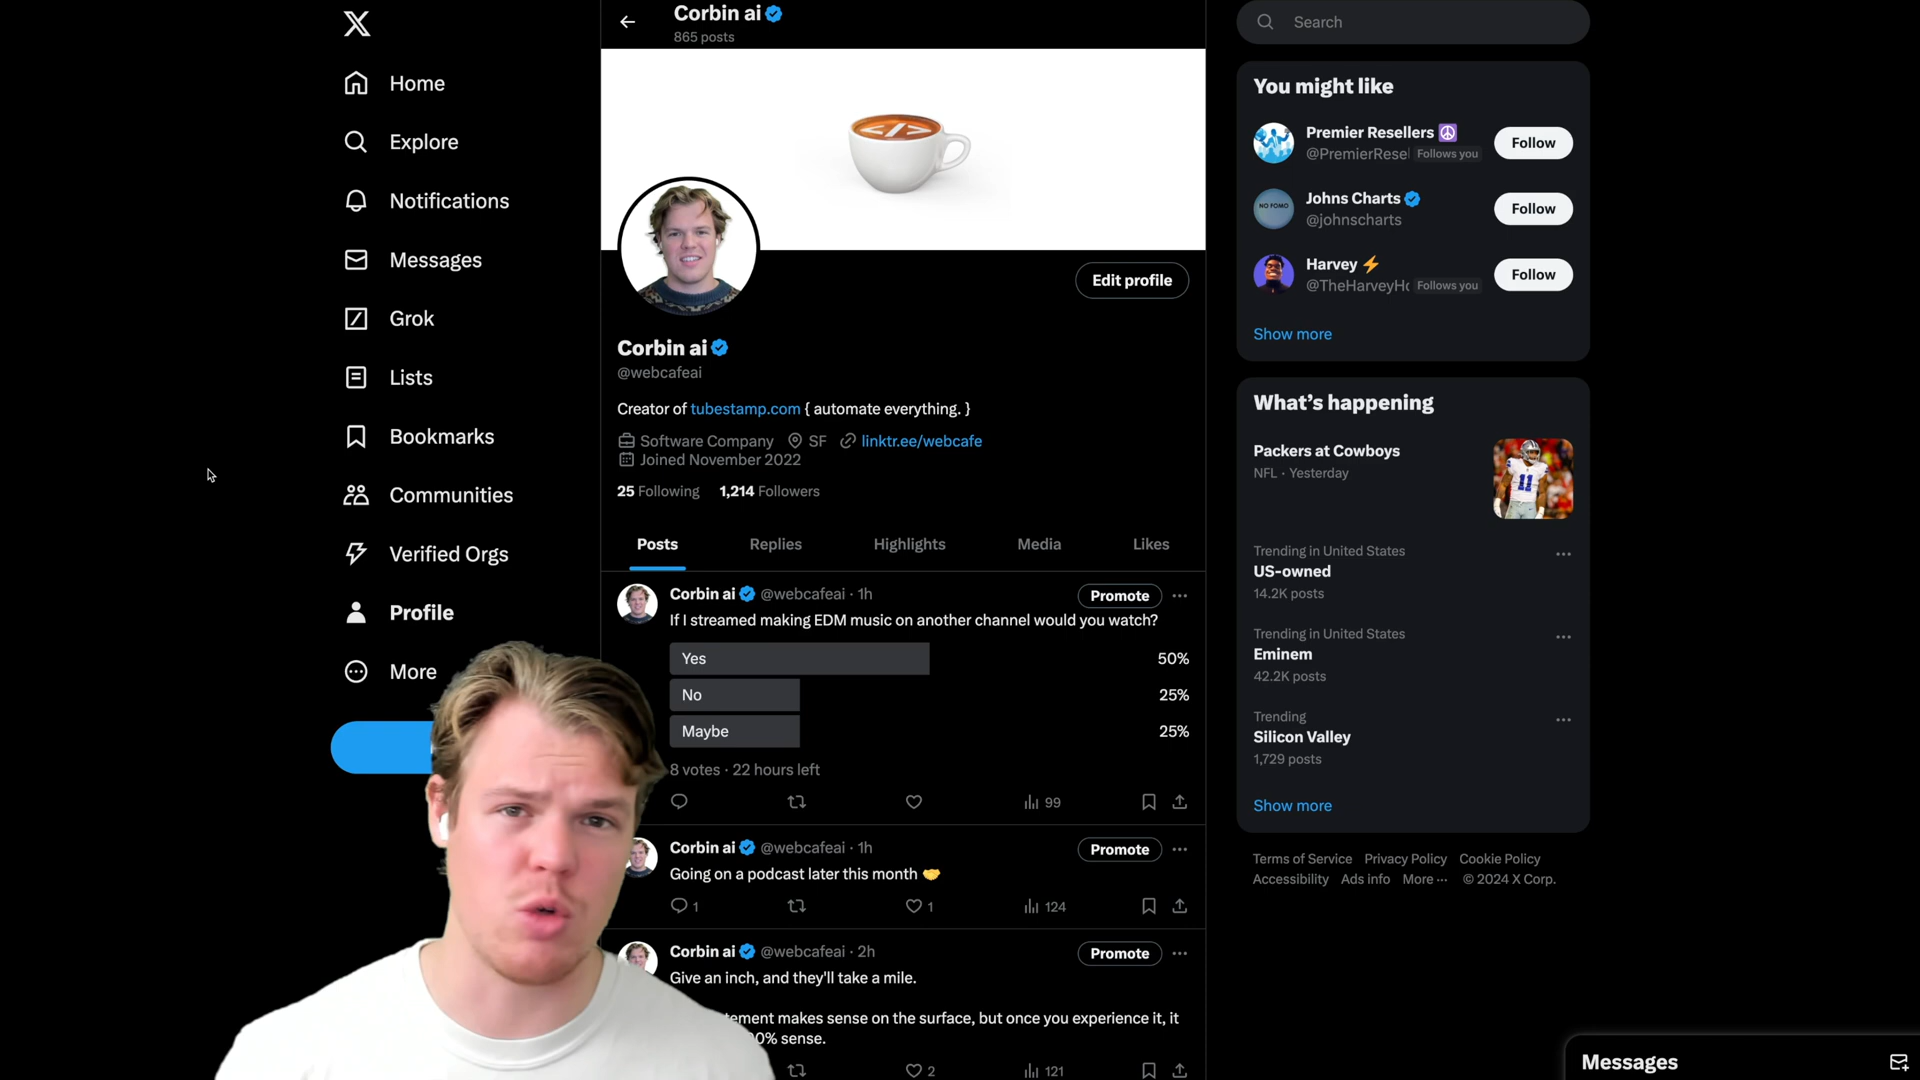 Home
Explore
Notifications
Messages
Grok
Lists
Bookmarks
Communities
Verified Orgs
Profile
More
Corbin ai
865 posts
</>
Edit profile
Corbin ai
@webcafeai
Creator of tubestamp.com { automate everything. }
Software Company SF linktr.ee/webcafe
Joined November 2022
25 Following 1,214 Followers
Posts Replies Highlights Media Likes
Corbin ai @webcafeai · 1h Promote
If I streamed making EDM music on another channel would you watch?
Yes 50%
No 25%
Maybe 25%
8 votes · 22 hours left
99
Corbin ai @webcafeai · 1h Promote
Going on a podcast later this month 🤝
1 1 124
Corbin ai @webcafeai · 2h Promote
Give an inch, and they'll take a mile.
makes sense on the surface, but once you experience it, it
sense.
2 121
Search
You might like
Premier Resellers
@PremierResel Follows you
Follow
Johns Charts
@johnscharts
Follow
NO FOMO
Harvey ⚡
@TheHarveyHo Follows you
Follow
Show more
What's happening
Packers at Cowboys
NFL · Yesterday
11
Trending in United States
US-owned
14.2K posts
Trending in United States
Eminem
42.2K posts
Trending
Silicon Valley
1,729 posts
Show more
Terms of Service Privacy Policy Cookie Policy
Accessibility Ads info More ··· © 2024 X Corp.
Messages